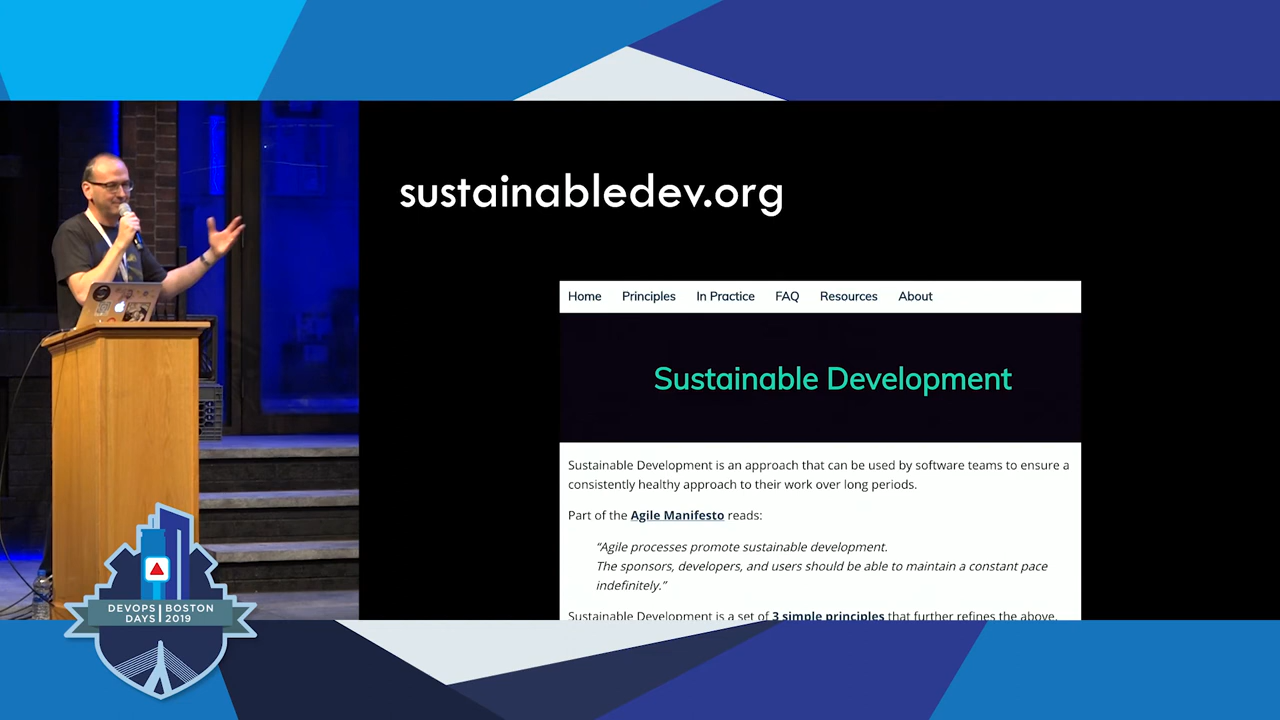 sustainabledev.org
Home Principles In Practice FAQ Resources About
Sustainable Development
Sustainable Development is an approach that can be used by software teams to ensure a
consistently healthy approach to their work over long periods.
Part of the Agile Manifesto reads:
“Agile processes promote sustainable development.
The sponsors, developers, and users should be able to maintain a constant pace
indefinitely.”
Sustainable Development is a set of 3 simple principles that further refines the above.
DEVOPS BOSTON
DAYS 2019